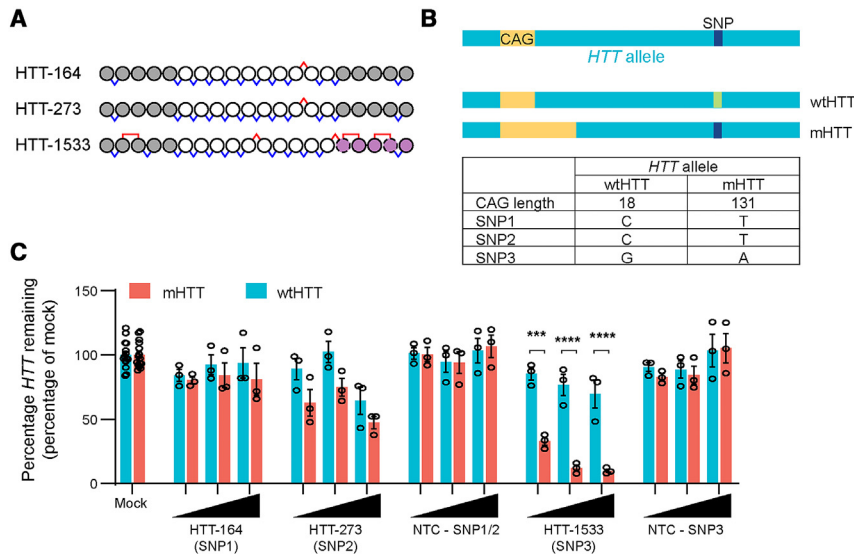 A
HTT-164
HTT-273
HTT-1533
B
SNP
CAG
HTT allele
wtHTT
mHTT
HTT allele
wtHTT mHTT
CAG length 18 131
SNP1 C T
SNP2 C T
SNP3 G A
C
Percentage HTT remaining
(percentage of mock)
150
100
50
0
mHTT wtHTT
*** **** ****
Mock
HTT-164
(SNP1)
HTT-273
(SNP2)
NTC - SNP1/2
HTT-1533
(SNP3)
NTC - SNP3